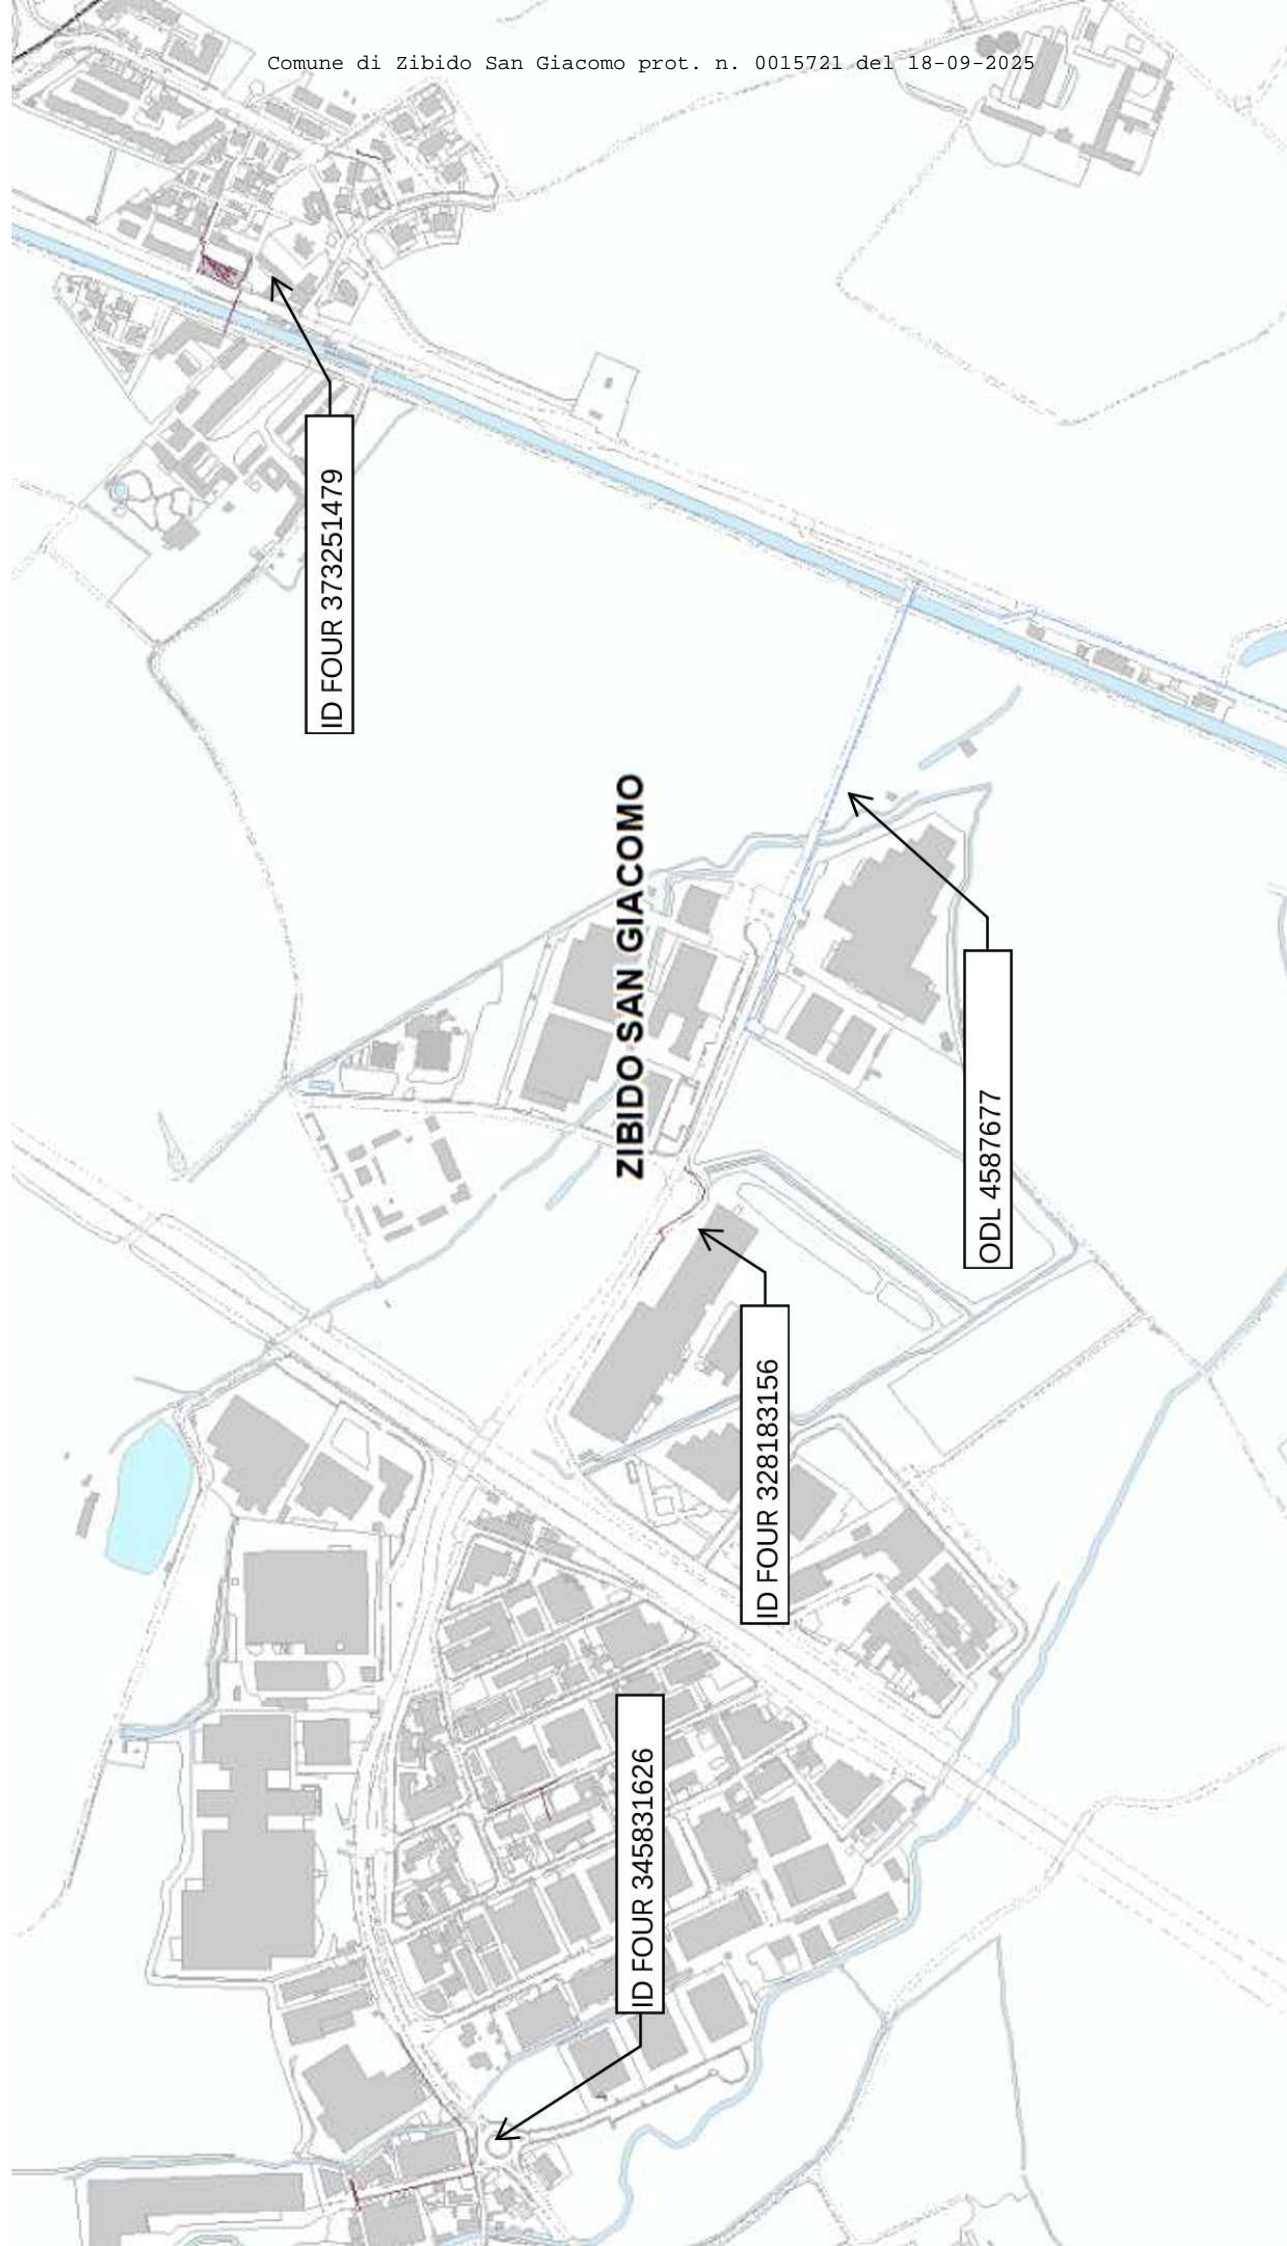 Comune di Zibido San Giacomo prot. n. 0015721 del 18-09-2025
ID FOUR 373251479
ZIBIDO SAN GIACOMO
ODL 4587677
ID FOUR 328183156
ID FOUR 345831626